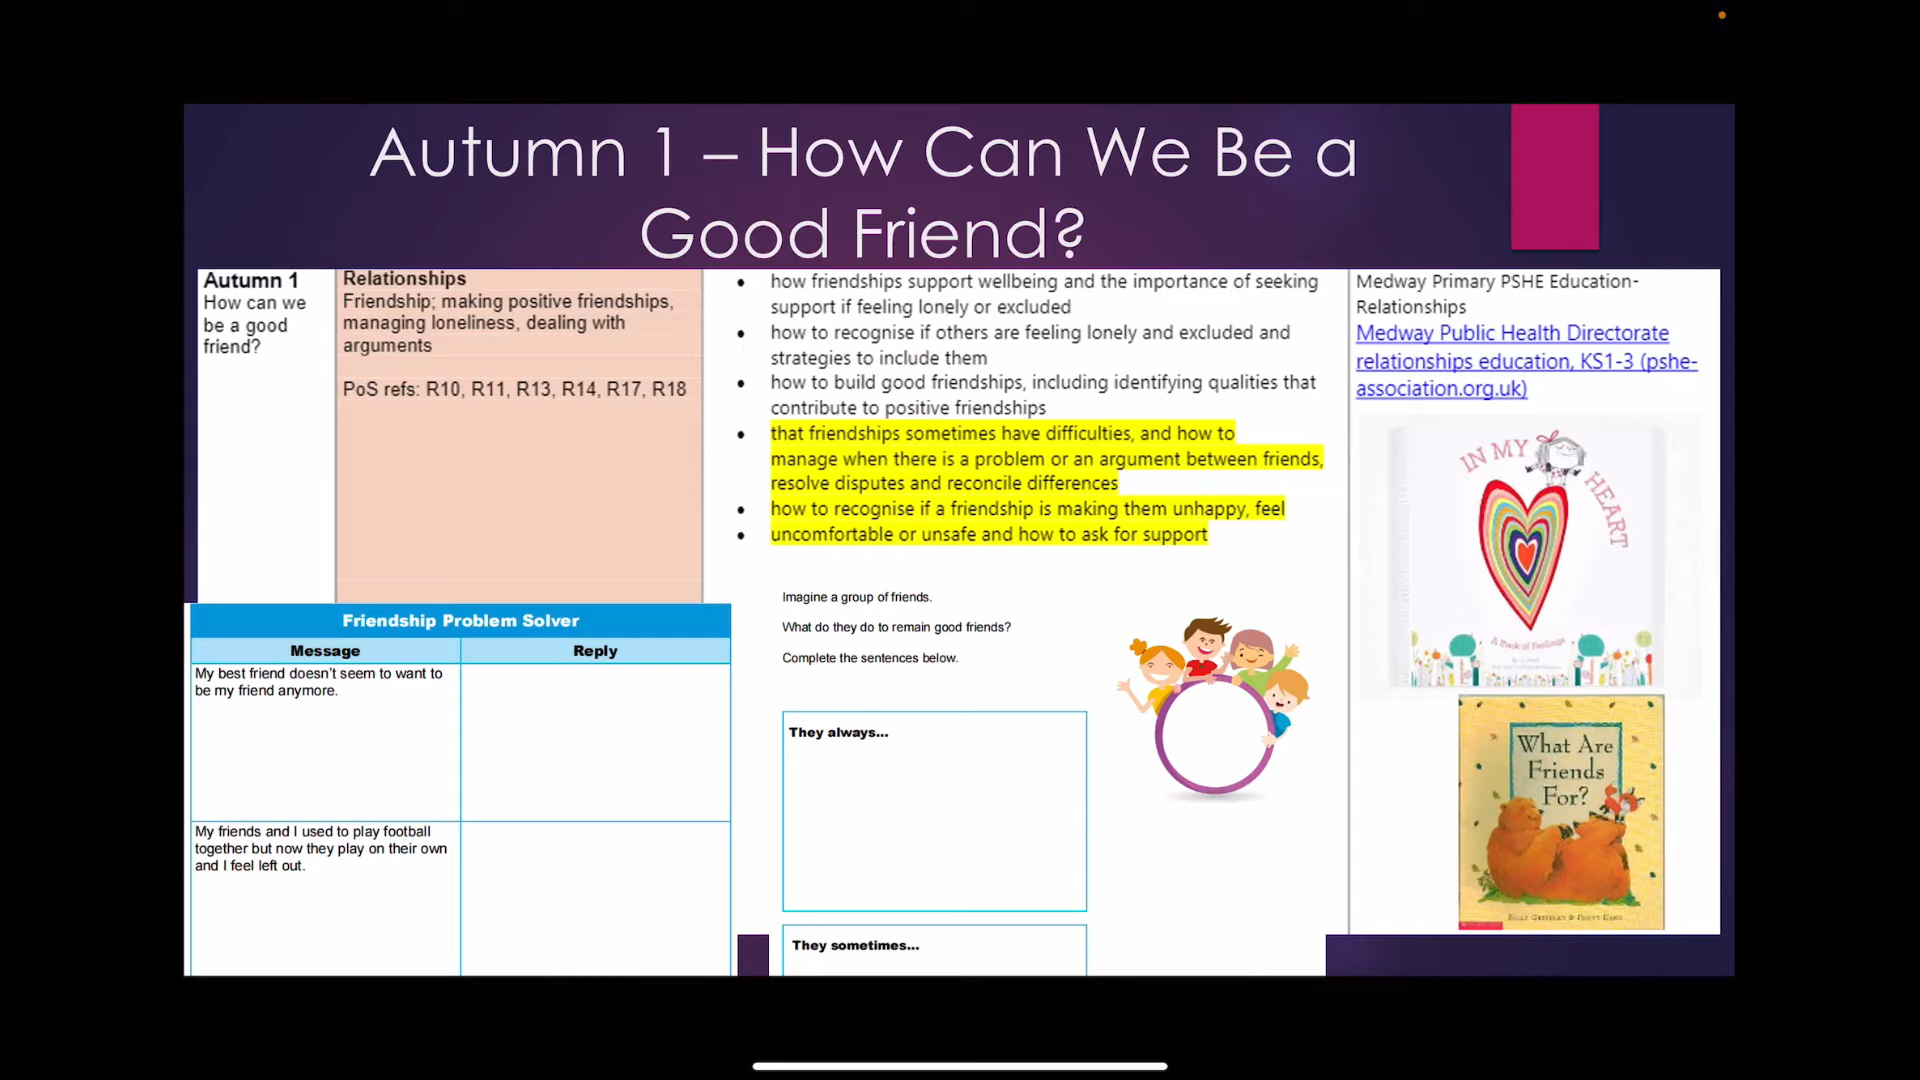 Autumn 1 – How Can We Be a
Good Friend?
Autumn 1
How can we
be a good
friend?
Relationships
Friendship; making positive friendships,
managing loneliness, dealing with
arguments
PoS refs: R10, R11, R13, R14, R17, R18
• how friendships support wellbeing and the importance of seeking
support if feeling lonely or excluded
• how to recognise if others are feeling lonely and excluded and
strategies to include them
• how to build good friendships, including identifying qualities that
contribute to positive friendships
• that friendships sometimes have difficulties, and how to
manage when there is a problem or an argument between friends,
resolve disputes and reconcile differences
• how to recognise if a friendship is making them unhappy, feel
• uncomfortable or unsafe and how to ask for support
Medway Primary PSHE Education-
Relationships
Medway Public Health Directorate
relationships education, KS1-3 (pshe-
association.org.uk)
IN MY
HEART
A Book of Feelings
What Are
Friends
For?
SALLY GRINDLEY & PENNY DANN
Friendship Problem Solver
Message
Reply
My best friend doesn't seem to want to
be my friend anymore.
My friends and I used to play football
together but now they play on their own
and I feel left out.
Imagine a group of friends.
What do they do to remain good friends?
Complete the sentences below.
They always...
They sometimes...